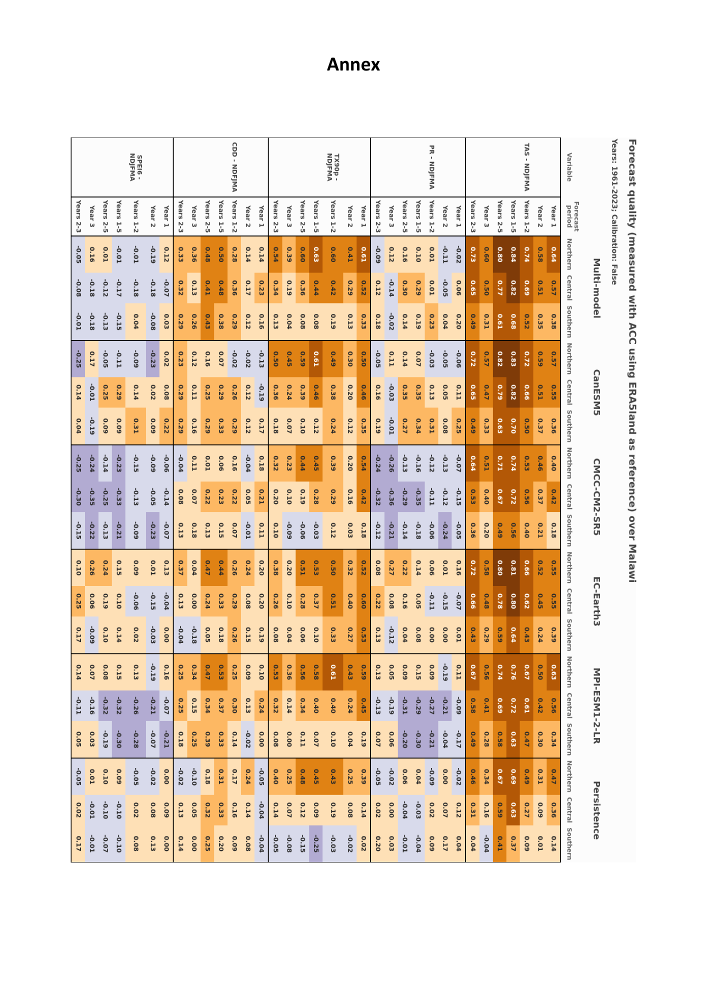 Annex
Forecast quality (measured with ACC using ERA5land as reference) over Malawi
Years: 1961-2023; Calibration: False
Multi-model CanESM5 CMCC-CM2-SR5 EC-Earth3 MPI-ESM1-2-LR Persistence
Variable Forecast period Northern Central Southern Northern Central Southern Northern Central Southern Northern Central Southern Northern Central Southern Northern Central Southern
TAS - NDJFMA
Year 1 0.64 0.57 0.38 0.57 0.55 0.36 0.40 0.42 0.18 0.55 0.55 0.39 0.63 0.56 0.34 0.47 0.36 0.14
Year 2 0.58 0.51 0.35 0.59 0.51 0.37 0.46 0.37 0.21 0.52 0.45 0.24 0.50 0.42 0.30 0.31 0.09 0.01
Years 1-2 0.74 0.69 0.52 0.72 0.66 0.50 0.53 0.56 0.40 0.66 0.62 0.43 0.67 0.61 0.47 0.49 0.27 0.09
Years 1-5 0.84 0.82 0.68 0.83 0.82 0.70 0.74 0.72 0.56 0.81 0.80 0.64 0.76 0.72 0.63 0.69 0.63 0.37
Years 2-5 0.80 0.77 0.61 0.82 0.79 0.63 0.71 0.67 0.49 0.80 0.78 0.59 0.74 0.69 0.58 0.67 0.59 0.41
Year 3 0.60 0.50 0.31 0.57 0.47 0.33 0.51 0.40 0.20 0.58 0.48 0.29 0.56 0.41 0.28 0.34 0.16 -0.04
Years 2-3 0.73 0.65 0.49 0.72 0.65 0.49 0.64 0.53 0.36 0.72 0.66 0.43 0.67 0.58 0.49 0.46 0.31 0.04
PR - NDJFMA
Year 1 -0.02 0.06 0.20 -0.06 0.11 0.25 -0.07 -0.15 -0.05 0.16 -0.07 0.01 0.11 -0.09 -0.17 -0.02 0.12 0.04
Year 2 -0.11 -0.05 0.04 -0.05 0.05 0.08 -0.13 -0.12 -0.24 0.01 -0.15 0.00 -0.19 -0.21 -0.04 0.00 0.07 0.17
Years 1-2 0.01 0.01 0.23 -0.03 0.13 0.31 -0.12 -0.11 -0.06 0.06 -0.11 0.00 0.09 -0.27 -0.21 -0.09 0.02 0.09
Years 1-5 0.10 0.29 0.19 0.07 0.35 0.34 -0.16 -0.35 -0.18 0.14 0.05 0.08 0.15 -0.29 -0.30 0.04 -0.03 -0.04
Years 2-5 0.16 0.30 0.14 0.14 0.35 0.27 -0.13 -0.29 -0.14 0.22 0.16 0.04 0.09 -0.31 -0.20 0.06 -0.04 -0.01
Year 3 0.12 -0.14 -0.02 0.11 -0.03 -0.01 -0.26 -0.36 -0.21 0.27 0.08 -0.12 0.05 -0.19 0.06 -0.02 0.00 0.03
Years 2-3 -0.09 0.12 0.18 -0.05 0.16 0.19 -0.24 -0.32 -0.12 0.08 0.22 0.13 0.13 -0.13 0.07 -0.05 0.02 0.20
TX90p -
NDJFMA
Year 1 0.61 0.52 0.33 0.50 0.46 0.35 0.54 0.42 0.18 0.52 0.60 0.53 0.59 0.45 0.19 0.39 0.14 0.02
Year 2 0.41 0.29 0.13 0.30 0.20 0.12 0.20 0.16 0.03 0.32 0.40 0.27 0.43 0.24 0.04 0.25 0.08 -0.02
Years 1-2 0.60 0.42 0.19 0.49 0.38 0.24 0.39 0.29 0.12 0.50 0.51 0.33 0.61 0.40 0.10 0.43 0.19 -0.03
Years 1-5 0.63 0.44 0.08 0.61 0.46 0.12 0.45 0.28 -0.03 0.53 0.37 0.10 0.58 0.40 0.07 0.45 0.09 -0.25
Years 2-5 0.60 0.36 0.08 0.59 0.39 0.10 0.44 0.19 -0.06 0.51 0.28 0.06 0.56 0.34 0.11 0.48 0.12 -0.15
Year 3 0.39 0.19 0.04 0.45 0.24 0.07 0.23 0.10 -0.09 0.20 0.10 0.04 0.36 0.14 0.00 0.25 0.07 -0.08
Years 2-3 0.54 0.34 0.13 0.50 0.36 0.18 0.32 0.20 0.10 0.38 0.26 0.08 0.53 0.32 0.08 0.40 0.14 -0.05
CDD - NDFJMA
Year 1 0.14 0.23 0.16 -0.13 -0.19 0.17 0.18 0.21 0.11 0.20 0.20 0.19 0.10 0.24 0.00 -0.05 -0.04 -0.04
Year 2 0.14 0.17 0.12 -0.02 0.12 0.12 -0.04 0.05 -0.01 0.24 0.08 0.15 0.09 0.13 -0.02 0.24 0.14 0.08
Years 1-2 0.28 0.36 0.29 -0.02 0.26 0.29 0.16 0.22 0.07 0.26 0.29 0.26 0.25 0.30 0.14 0.17 0.16 0.09
Years 1-5 0.50 0.48 0.38 0.07 0.29 0.33 0.06 0.23 0.15 0.44 0.33 0.18 0.53 0.37 0.33 0.31 0.33 0.20
Years 2-5 0.48 0.41 0.43 0.16 0.25 0.29 0.01 0.22 0.13 0.47 0.24 0.05 0.47 0.34 0.39 0.18 0.32 0.25
Year 3 0.36 0.13 0.26 0.12 0.11 0.16 0.11 0.07 0.18 0.04 0.00 -0.18 0.34 0.15 0.25 -0.10 0.05 0.00
Years 2-3 0.33 0.32 0.29 0.23 0.29 0.29 -0.04 0.08 0.13 0.37 0.13 -0.04 0.25 0.25 0.18 -0.02 0.13 0.14
SPEI6 -
NDJFMA
Year 1 0.12 -0.07 0.03 0.02 0.08 0.22 -0.06 -0.14 -0.07 0.13 -0.04 0.00 0.16 -0.07 -0.21 0.00 0.09 0.00
Year 2 -0.19 -0.18 -0.08 -0.23 0.02 0.09 -0.09 -0.05 -0.23 0.01 -0.15 -0.03 -0.19 -0.21 -0.07 -0.02 0.08 0.13
Years 1-2 -0.01 -0.18 0.04 -0.09 0.14 0.31 -0.15 -0.13 -0.09 0.09 -0.06 0.02 0.13 -0.26 -0.28 -0.05 0.02 0.08
Years 1-5 -0.01 -0.17 -0.15 -0.11 0.29 0.09 -0.23 -0.33 -0.21 0.15 0.10 0.14 0.15 -0.32 -0.30 0.09 -0.10 -0.10
Years 2-5 0.01 -0.12 -0.13 -0.05 0.25 0.09 -0.14 -0.25 -0.13 0.24 0.19 0.10 0.08 -0.32 -0.19 0.10 -0.10 -0.07
Year 3 0.16 -0.18 -0.18 0.17 -0.01 -0.19 -0.24 -0.35 -0.22 0.26 0.06 -0.09 0.07 -0.16 0.03 0.01 -0.01 -0.01
Years 2-3 -0.05 -0.08 -0.01 -0.25 0.14 0.04 -0.25 -0.30 -0.15 0.10 0.25 0.17 0.14 -0.11 0.05 -0.05 0.02 0.17